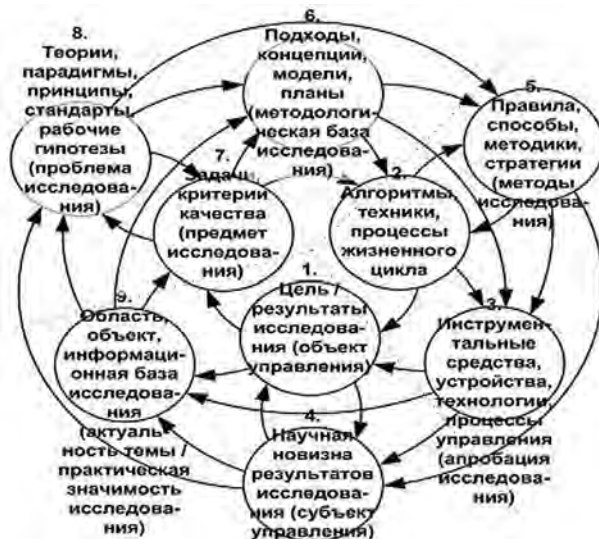 8.
Теории,
парадигмы,
принципы,
стандарты,
рабочие
гипотезы
(проблема
исследова-
ния)
6.
Подходы,
концепции,
модели,
планы
(методологи-
ческая база
исследования)
5.
Правила,
способы,
методики,
стратегии
(методы
исследова-
ния)
7.
Задачи,
критерии
качества
(предмет
исследова-
ния)
2.
Алгоритмы,
техники,
процессы
жизненного
цикла
1.
Цель /
результаты
исследова-
ния (объект
управления)
9.
Область,
объект,
информаци-
онная база
исследования
(актуаль-
ность темы /
практическая
значимость
исследова-
ния)
3.
Инструмен-
тальные
средства,
устройства,
технологии,
процессы
управления
(апробация
исследова-
ния)
4.
Научная
новизна
результатов
исследова-
ния (субъект
управления)